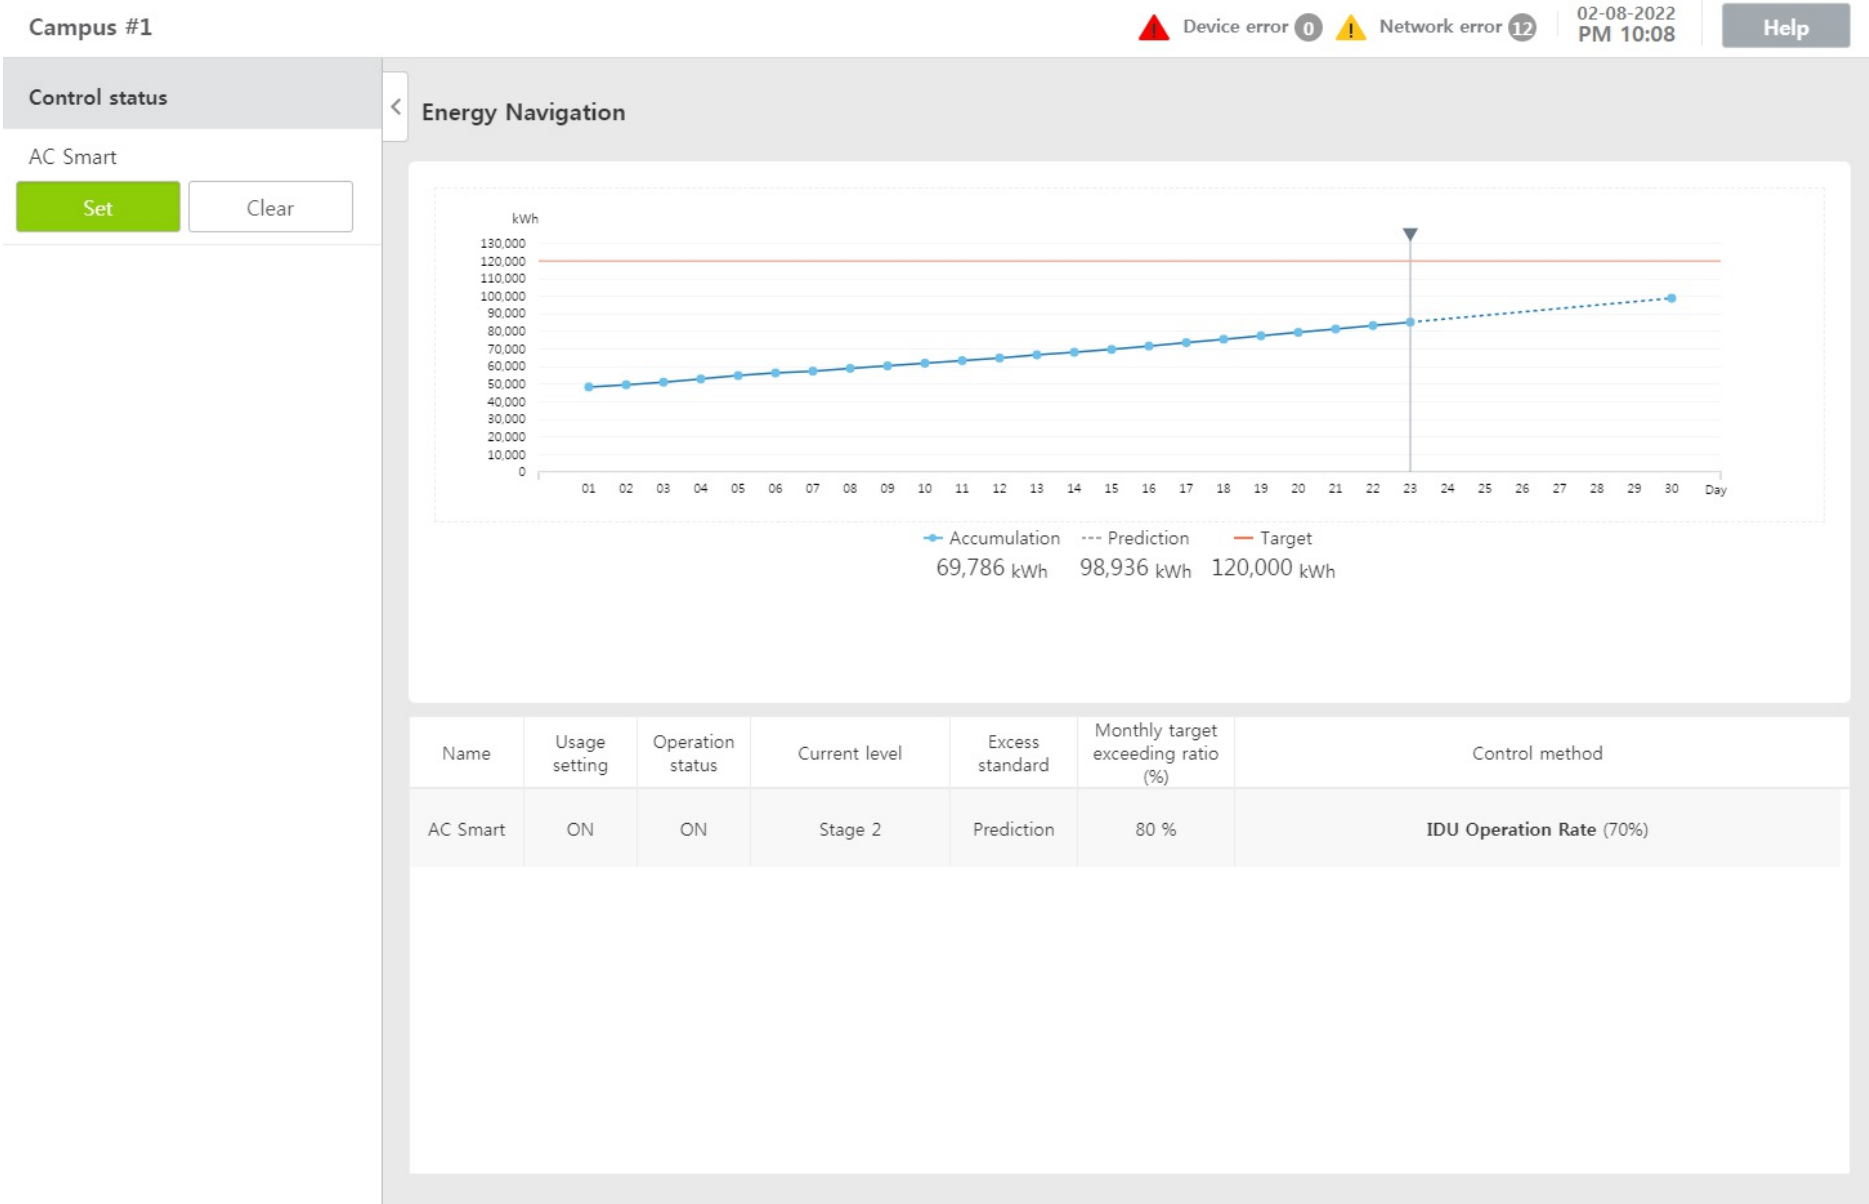 Campus #1
Device error 0
Network error 12
02-08-2022
PM 10:08
Help
Control status
AC Smart
Set
Clear
<
Energy Navigation
kWh
130,000
120,000
110,000
100,000
90,000
80,000
70,000
60,000
50,000
40,000
30,000
20,000
10,000
0
01 02 03 04 05 06 07 08 09 10 11 12 13 14 15 16 17 18 19 20 21 22 23 24 25 26 27 28 29 30 Day
Accumulation
Prediction
Target
69,786 kWh
98,936 kWh
120,000 kWh
Name
Usage
setting
Operation
status
Current level
Excess
standard
Monthly target
exceeding ratio
(%)
Control method
AC Smart
ON
ON
Stage 2
Prediction
80 %
IDU Operation Rate (70%)